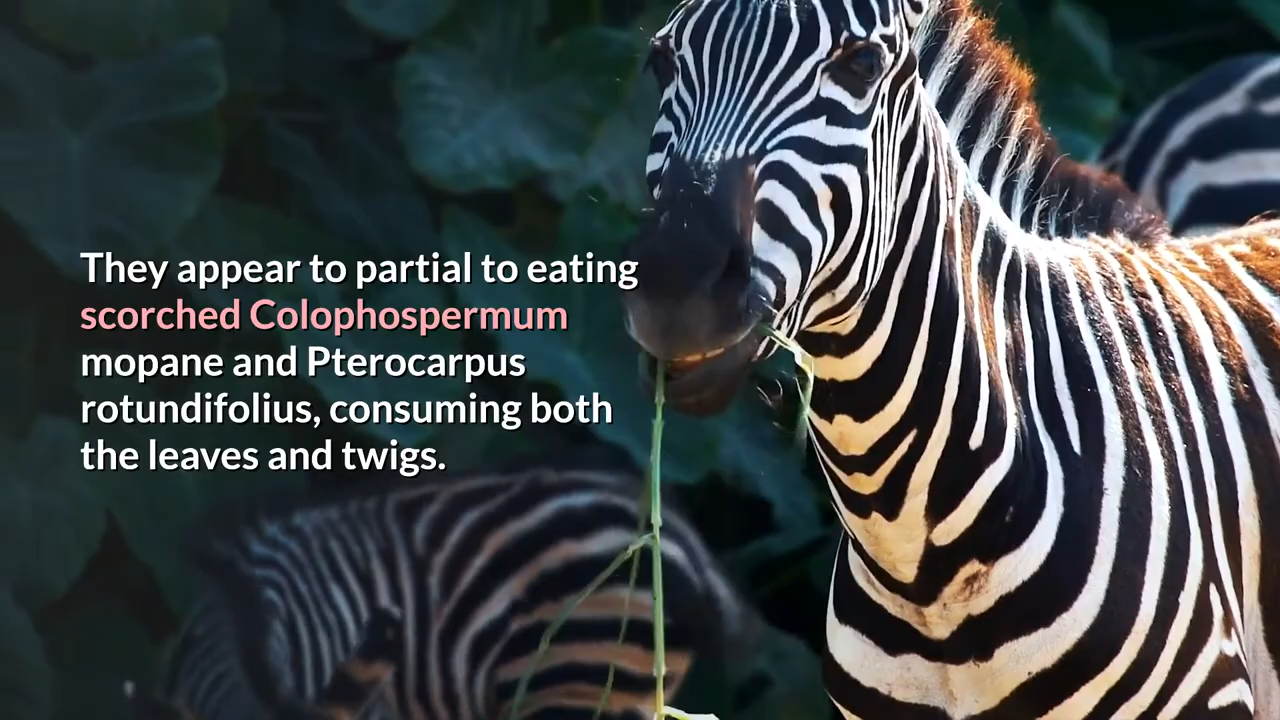 They appear to partial to eating
scorched Colophospermum
mopane and Pterocarpus
rotundifolius, consuming both
the leaves and twigs.